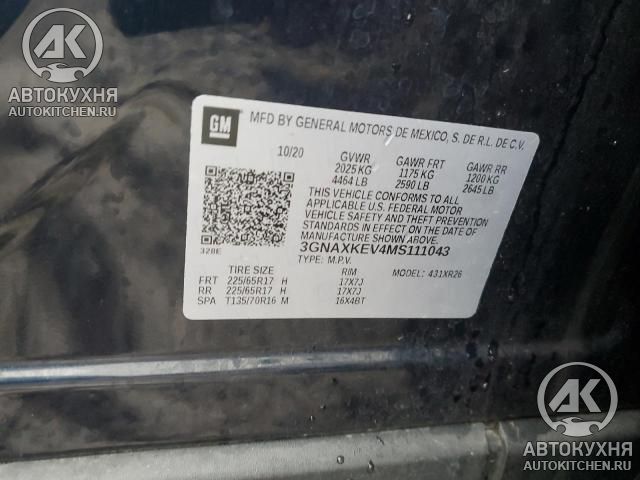 АК
АВТОКУХНЯ
AUTOKITCHEN.RU
GM
MFD BY GENERAL MOTORS DE MEXICO, S. DE R.L. DE C.V.
10/20 GVWR GAWR FRT GAWR RR
2025 KG 1175 KG 1200 KG
4464 LB 2590 LB 2645 LB
THIS VEHICLE CONFORMS TO ALL
APPLICABLE U.S. FEDERAL MOTOR
VEHICLE SAFETY AND THEFT PREVENTION
STANDARDS IN EFFECT ON THE DATE OF
MANUFACTURE SHOWN ABOVE.
3GNAXKEV4MS111043
328E
TYPE: M.P.V. MODEL: 431XR26
TIRE SIZE RIM
FRT 225/65R17 H 17X7J
RR 225/65R17 H 17X7J
SPA T135/70R16 M 16X4BT
АК
АВТОКУХНЯ
AUTOKITCHEN.RU